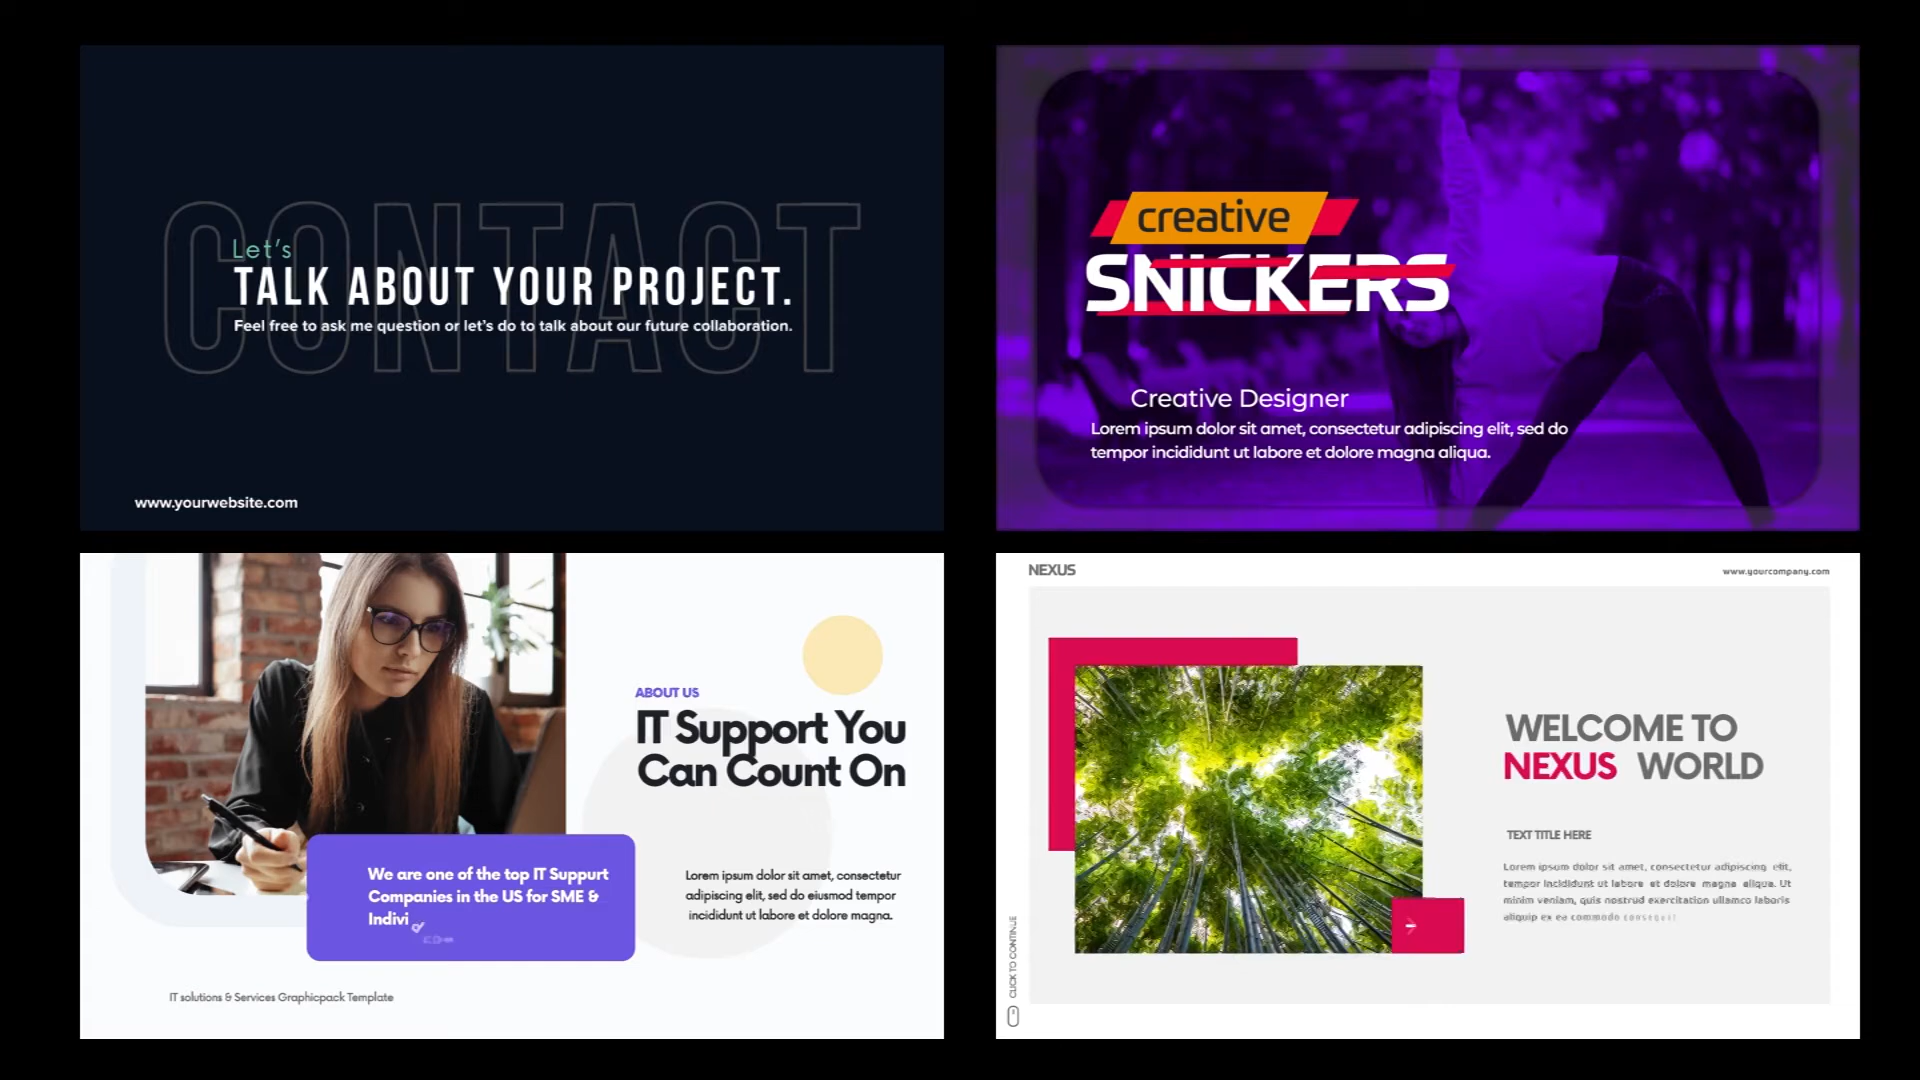 CONTACT
Let's
TALK ABOUT YOUR PROJECT.
Feel free to ask me question or let's do to talk about our future collaboration.
www.yourwebsite.com
creative
SNICKERS
Creative Designer
Lorem ipsum dolor sit amet, consectetur adipiscing elit, sed do
tempor incididunt ut labore et dolore magna aliqua.
ABOUT US
IT Support You
Can Count On
We are one of the top IT Suppurt
Companies in the US for SME &
Indivi
Lorem ipsum dolor sit amet, consectetur
adipiscing elit, sed do eiusmod tempor
incididunt ut labore et dolore magna.
IT solutions & Services Graphicpack Template
NEXUS
www.yourcompany.com
WELCOME TO
NEXUS WORLD
TEXT TITLE HERE
Lorem ipsum dolor sit amet, consectetur adipiscing elit,
tempor incididunt ut labore et dolore magna aliqua. Ut
minim veniam, quis nostrud exercitation ullamco laboris
aliquip ex ea commodo
CLICK TO CONTINUE